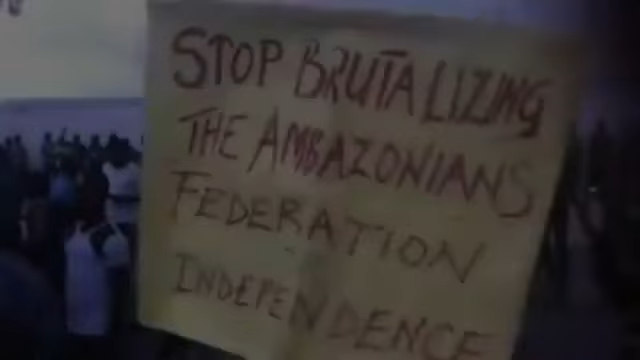 STOP BRUTALIZING
THE AMBAZONIANS
FEDERATION
INDEPENDENCE